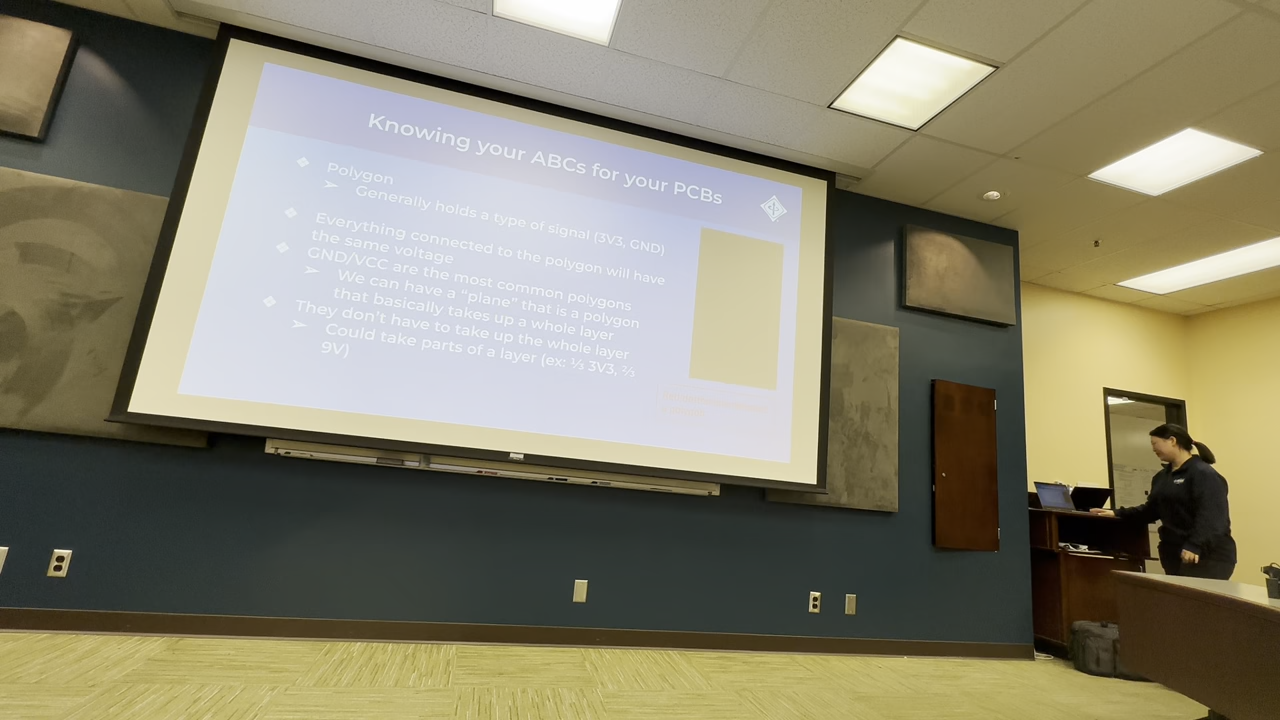 Knowing your ABCs for your PCBs
❖ Polygon
➢ Generally holds a type of signal (3V3, GND)
❖ Everything connected to the polygon will have
the same voltage
❖ GND/VCC are the most common polygons
➢ We can have a “plane” that is a polygon
that basically takes up a whole layer
❖ They don’t have to take up the whole layer
➢ Could take parts of a layer (ex: ⅓ 3V3, ⅔
9V)